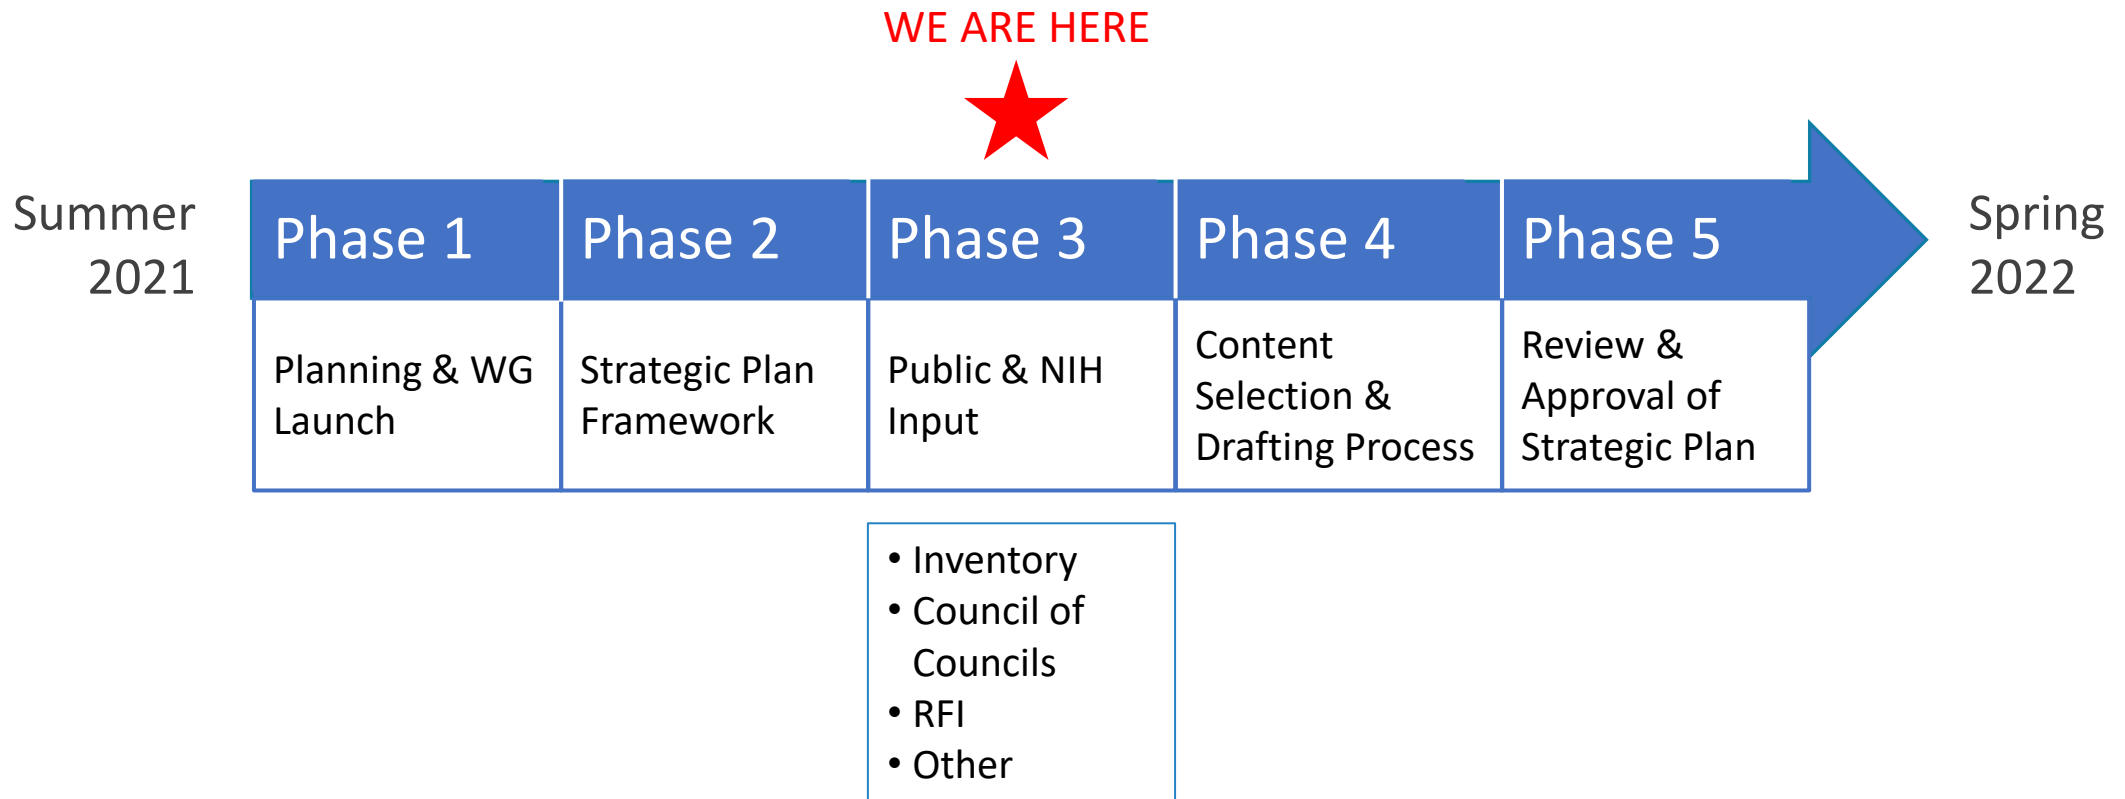 WE ARE HERE
Summer
2021
Phase 1
Phase 2
Phase 3
Phase 4
Phase 5
Spring
2022
Planning & WG
Launch
Strategic Plan
Framework
Public & NIH
Input
Content
Selection &
Drafting Process
Review &
Approval of
Strategic Plan
• Inventory
• Council of
Councils
• RFI
• Other